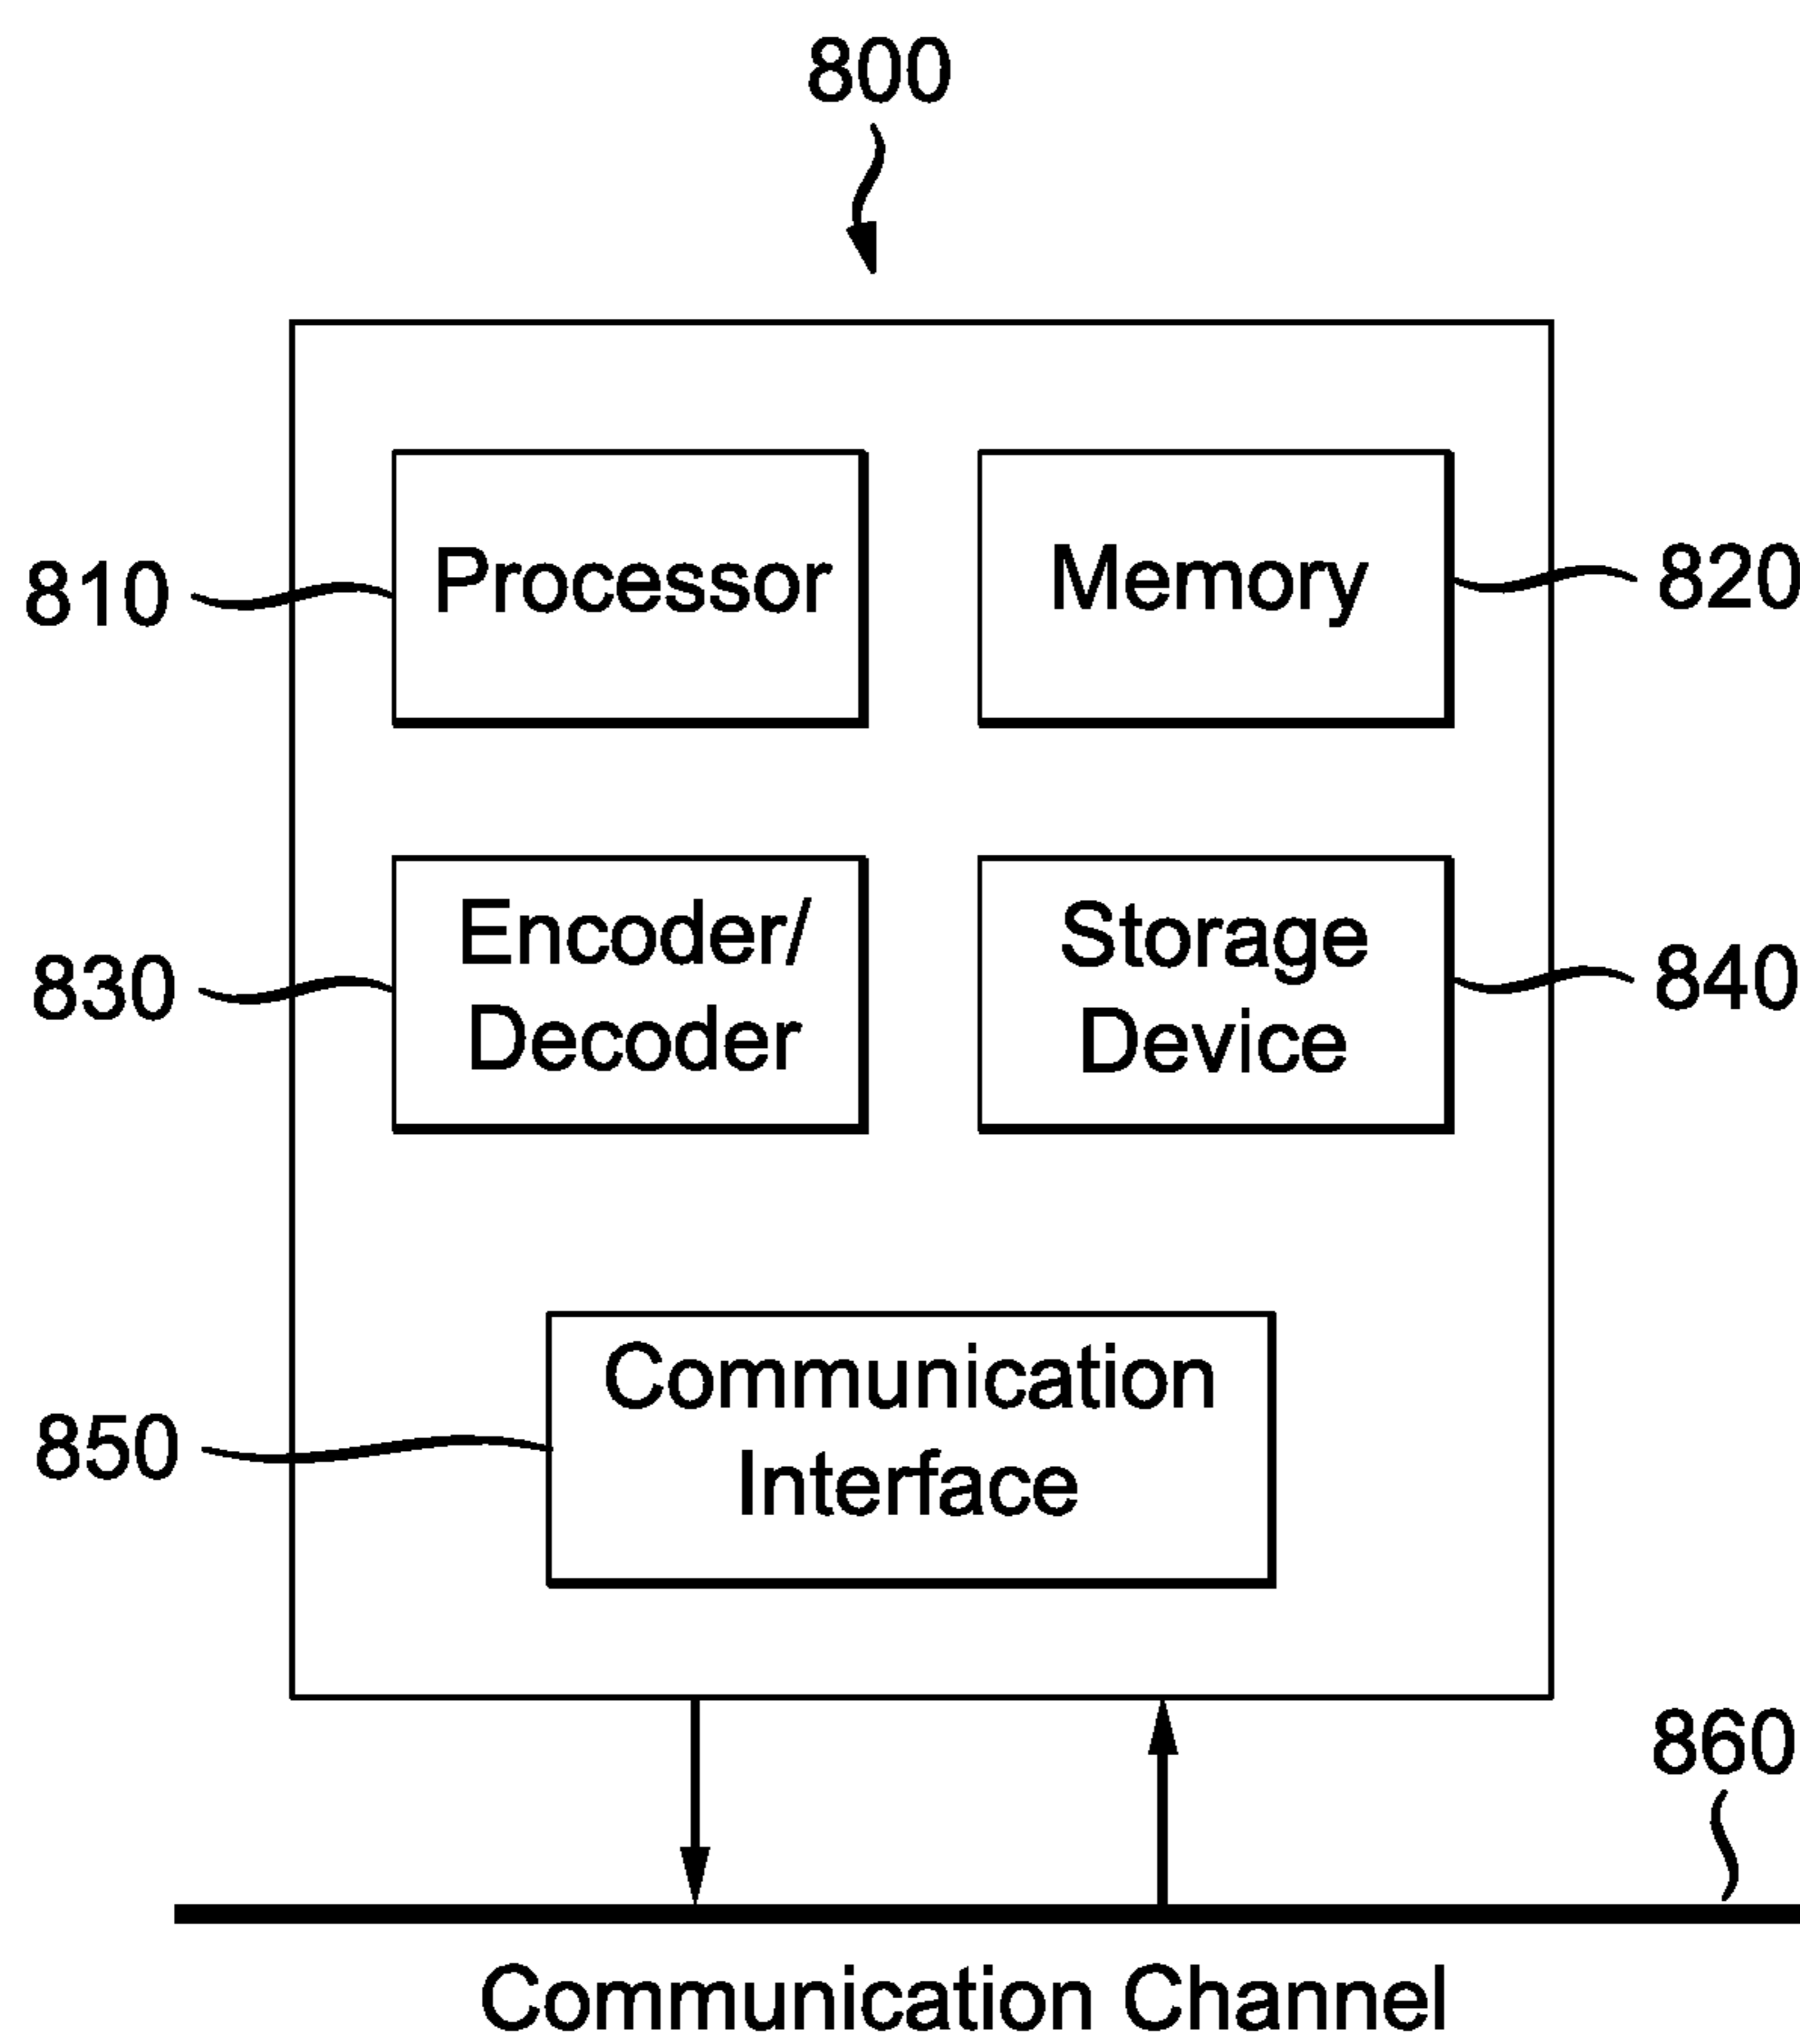 800
810
Processor
Memory
820
830
Encoder/
Decoder
Storage
Device
840
850
Communication
Interface
860
Communication Channel